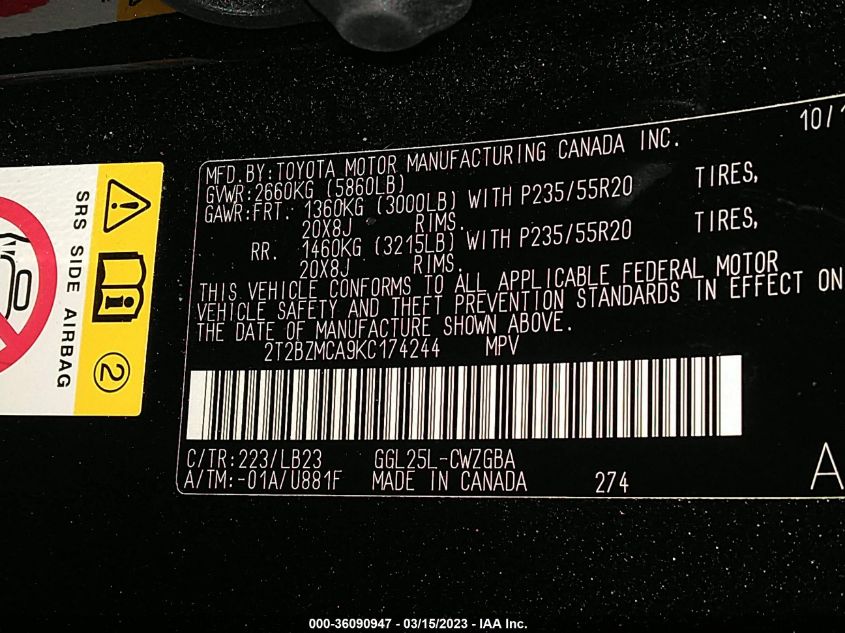 10/1
MFD.BY:TOYOTA MOTOR MANUFACTURING CANADA INC.
GVWR:2660KG (5860LB)
GAWR:FRT. 1360KG (3000LB) WITH P235/55R20 TIRES,
20X8J RIMS.
RR. 1460KG (3215LB) WITH P235/55R20 TIRES,
20X8J RIMS.
THIS VEHICLE CONFORMS TO ALL APPLICABLE FEDERAL MOTOR
VEHICLE SAFETY AND THEFT PREVENTION STANDARDS IN EFFECT ON
THE DATE OF MANUFACTURE SHOWN ABOVE.
2T2BZMCA9KC174244 MPV
C/TR:223/LB23 GGL25L-CWZGBA
A/TM:-01A/U881F MADE IN CANADA 274
A
SRS SIDE AIRBAG
2
000-36090947 - 03/15/2023 - IAA Inc.